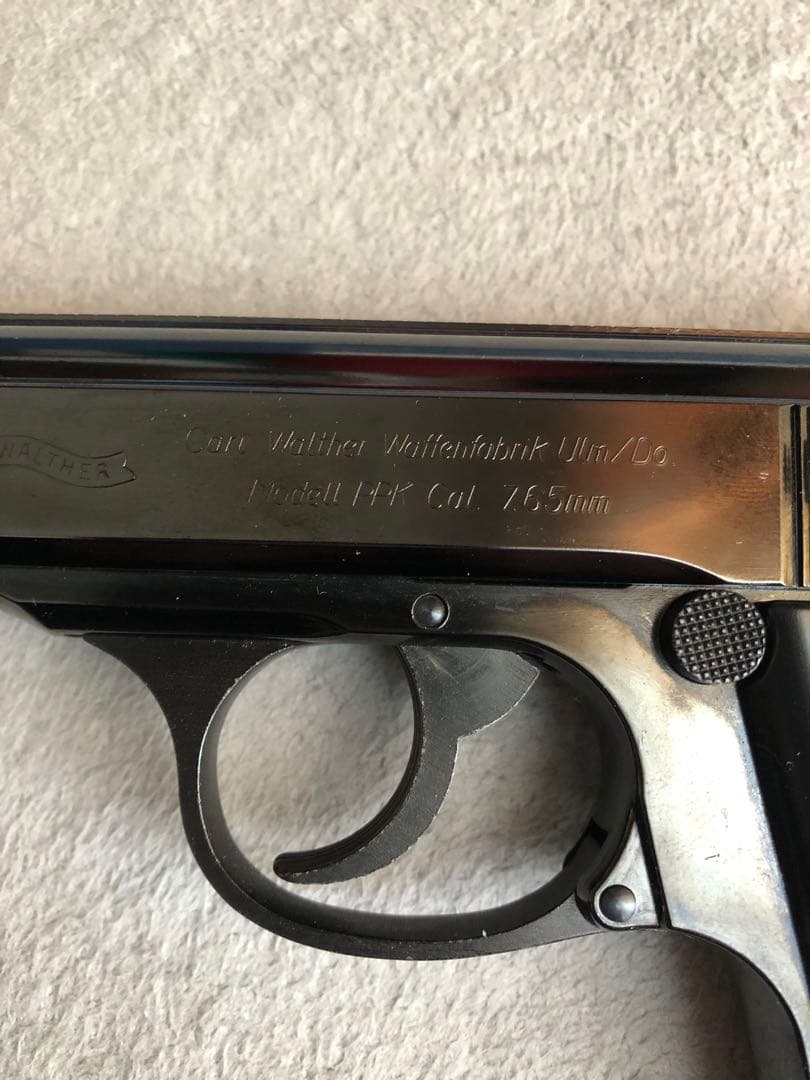 WALTHER
Carl Walther Waffenfabrik Ulm/Do.
Modell PPK Cal. 7.65mm